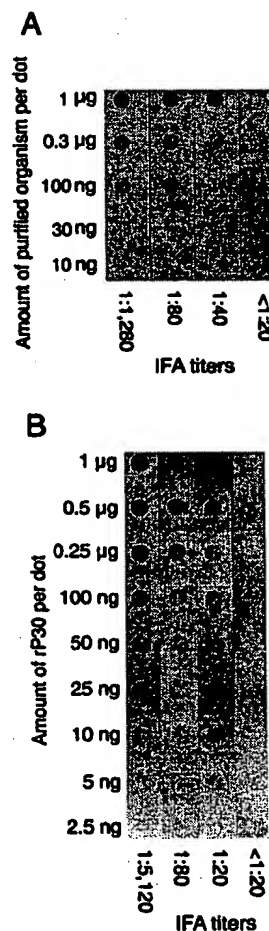 A
Amount of purified organism per dot
1 µg
0.3 µg
100 ng
30 ng
10 ng
1:1,280
1:80
1:40
<1:20
IFA titers
B
Amount of rP30 per dot
1 µg
0.5 µg
0.25 µg
100 ng
50 ng
25 ng
10 ng
5 ng
2.5 ng
1:5,120
1:80
1:20
<1:20
IFA titers